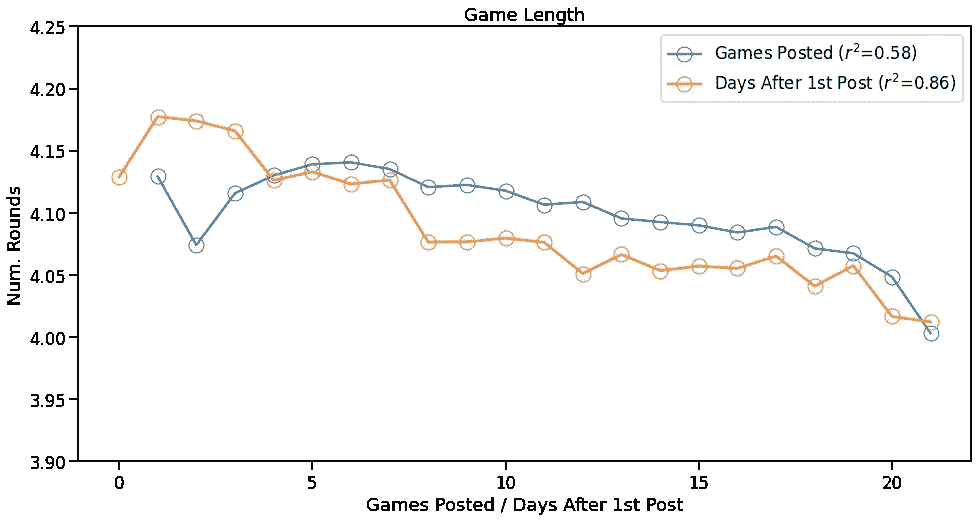 Game Length
4.25
4.20
4.15
4.10
4.05
4.00
3.95
3.90
Num. Rounds
Games Posted (r²=0.58)
Days After 1st Post (r²=0.86)
0 5 10 15 20
Games Posted / Days After 1st Post